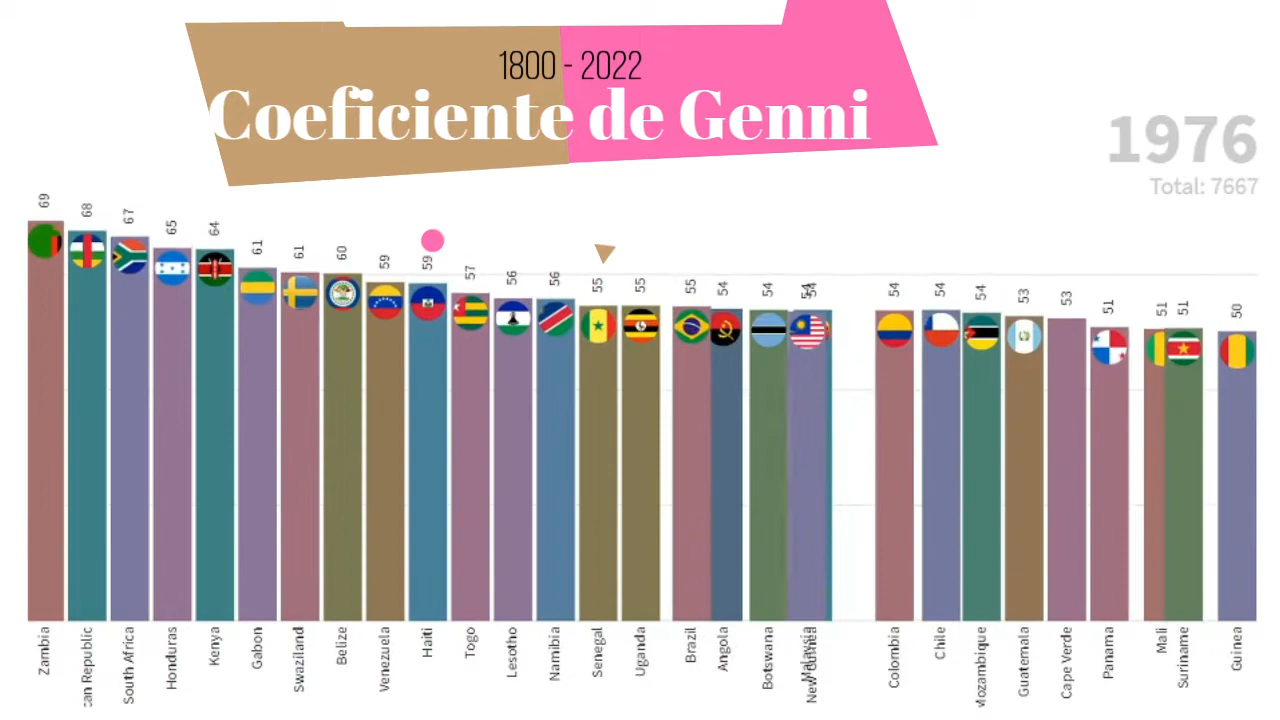 1800 - 2022
Coeficiente de Genni
1976
Total: 7667
69 68 67 65 64 61 61 60 59 59 57 56 56 55 55 55 54 54 54 54 54 54 54 53 53 51 51 51 50
Zambia
can Republic
South Africa
Honduras
Kenya
Gabon
Swaziland
Belize
Venezuela
Haiti
Togo
Lesotho
Namibia
Senegal
Uganda
Brazil
Angola
Botswana
Malaysia
New Guinea
Colombia
Chile
Mozambique
Guatemala
Cape Verde
Panama
Mali
Suriname
Guinea